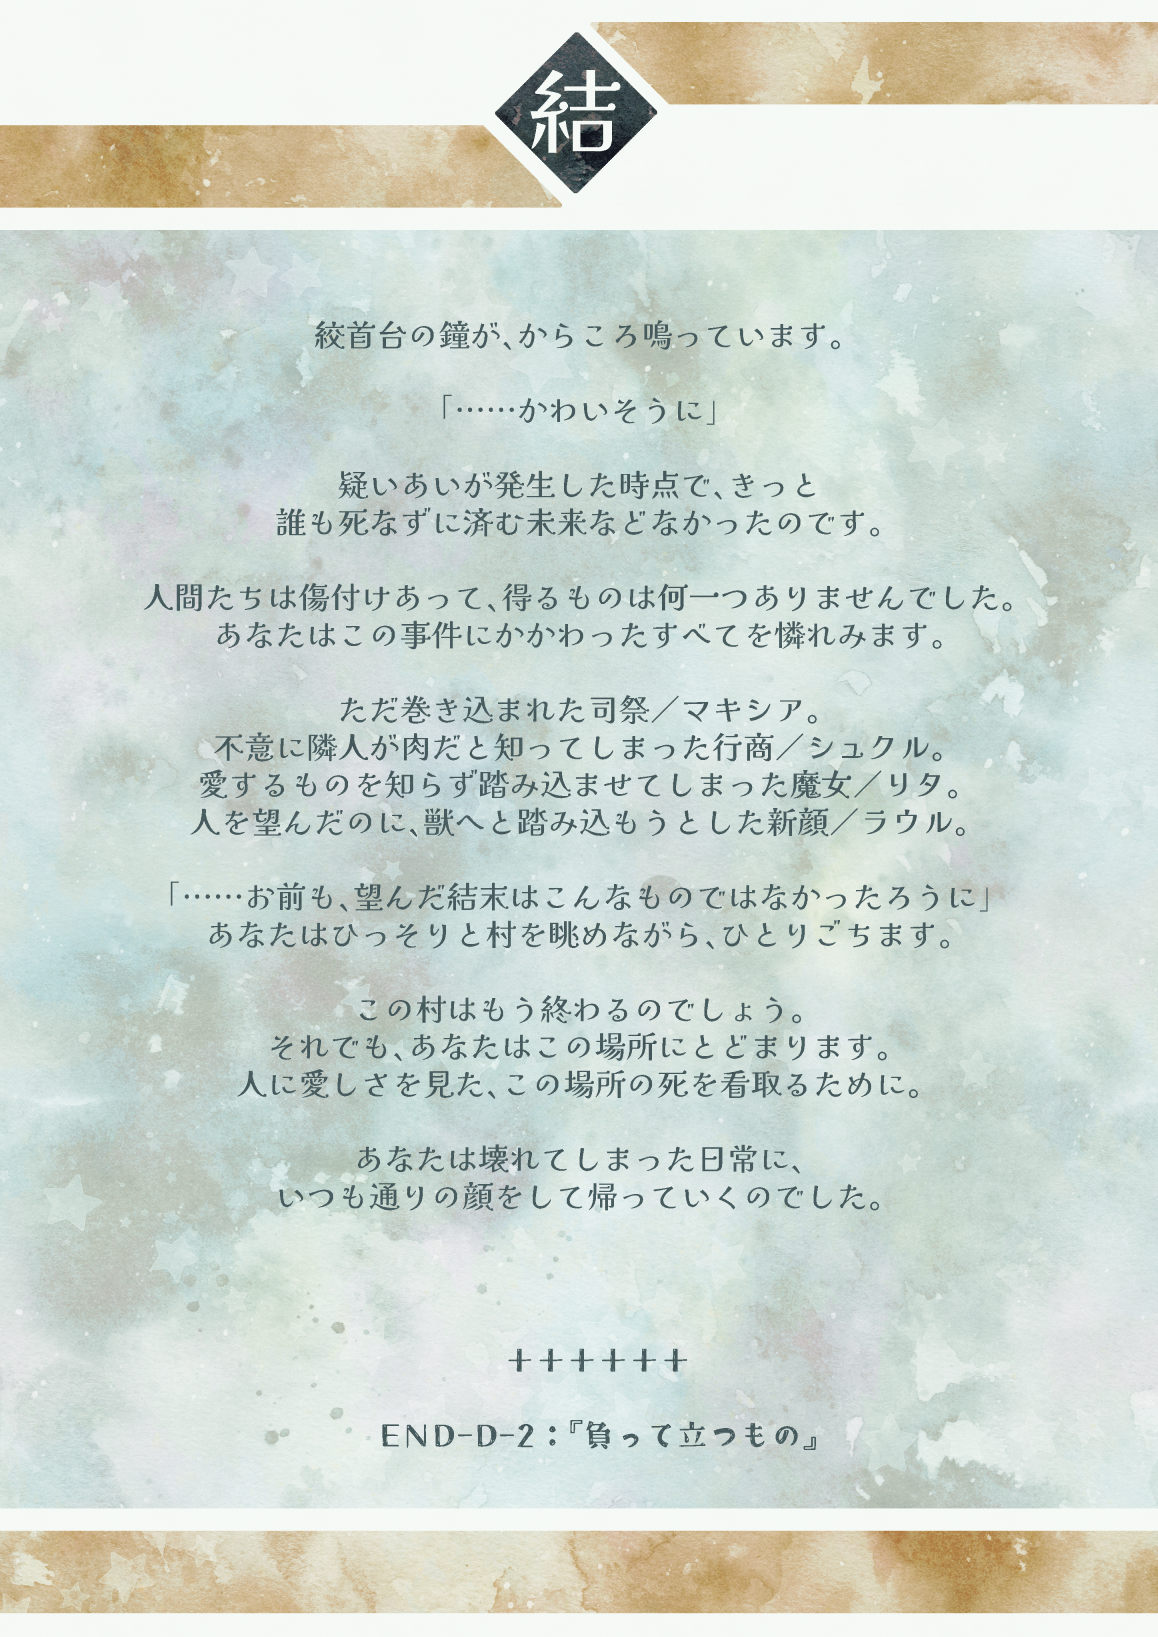 結
絞首台の鐘が、からころ鳴っています。
「……かわいそうに」
疑いあいが発生した時点で、きっと
誰も死なずに済む未来などなかったのです。
人間たちは傷付けあって、得るものは何一つありませんでした。
あなたはこの事件にかかわったすべてを憐れみます。
ただ巻き込まれた司祭／マキシア。
不意に隣人が肉だと知ってしまった行商／シュクル。
愛するものを知らず踏み込ませてしまった魔女／リタ。
人を望んだのに、獣へと踏み込もうとした新顔／ラウル。
「……お前も、望んだ結末はこんなものではなかったろうに」
あなたはひっそりと村を眺めながら、ひとりごちます。
この村はもう終わるのでしょう。
それでも、あなたはこの場所にとどまります。
人に愛しさを見た、この場所の死を看取るために。
あなたは壊れてしまった日常に、
いつも通りの顔をして帰っていくのでした。
＋＋＋＋＋＋
END-D-2：『負って立つもの』